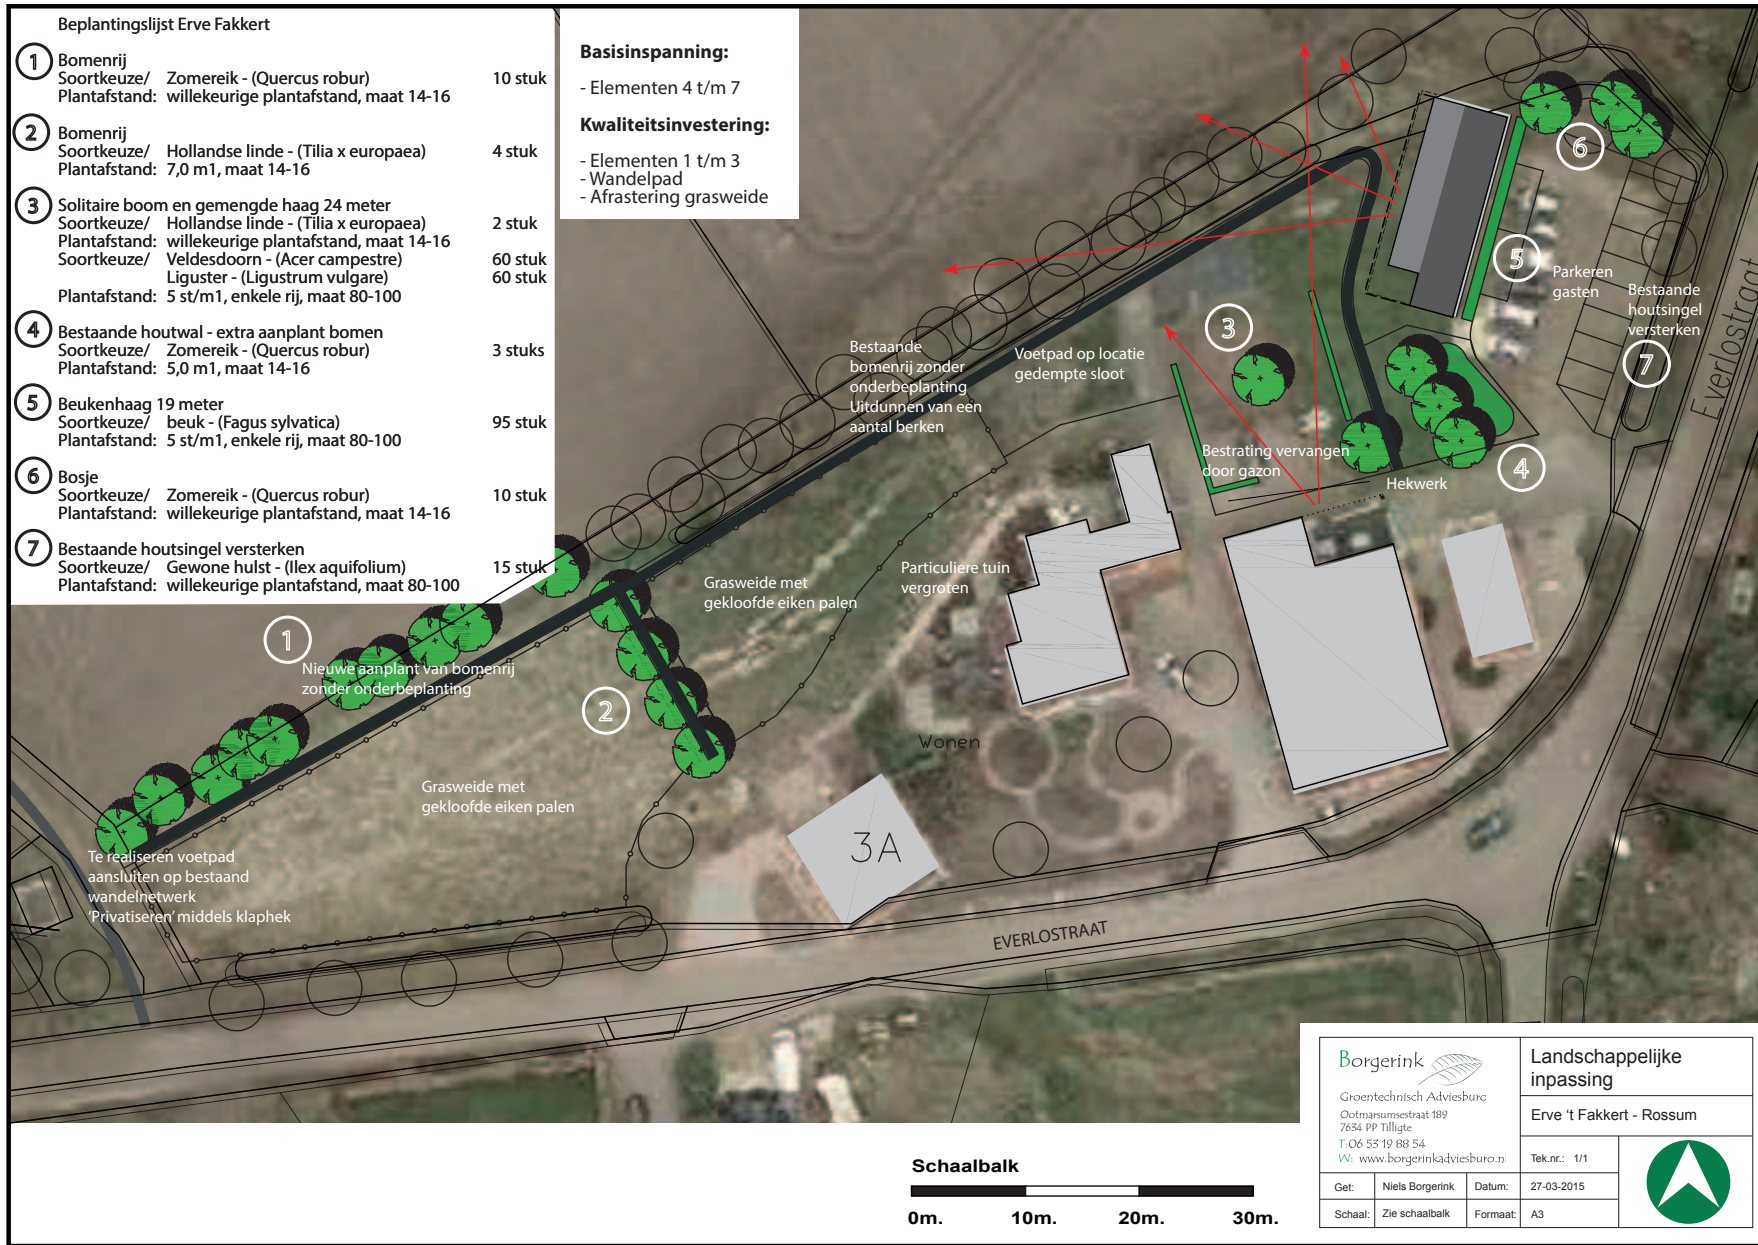 Beplantingslijst Erve Fakkert
1 Bomenrij
Soortkeuze/ Zomereik - (Quercus robur) 10 stuk
Plantafstand: willekeurige plantafstand, maat 14-16
2 Bomenrij
Soortkeuze/ Hollandse linde - (Tilia x europaea) 4 stuk
Plantafstand: 7,0 m1, maat 14-16
3 Solitaire boom en gemengde haag 24 meter
Soortkeuze/ Hollandse linde - (Tilia x europaea) 2 stuk
Plantafstand: willekeurige plantafstand, maat 14-16
Soortkeuze/ Veldesdoorn - (Acer campestre) 60 stuk
Liguster - (Ligustrum vulgare) 60 stuk
Plantafstand: 5 st/m1, enkele rij, maat 80-100
4 Bestaande houtwal - extra aanplant bomen
Soortkeuze/ Zomereik - (Quercus robur) 3 stuks
Plantafstand: 5,0 m1, maat 14-16
5 Beukenhaag 19 meter
Soortkeuze/ beuk - (Fagus sylvatica) 95 stuk
Plantafstand: 5 st/m1, enkele rij, maat 80-100
6 Bosje
Soortkeuze/ Zomereik - (Quercus robur) 10 stuk
Plantafstand: willekeurige plantafstand, maat 14-16
7 Bestaande houtsingel versterken
Soortkeuze/ Gewone hulst - (Ilex aquifolium) 15 stuk
Plantafstand: willekeurige plantafstand, maat 80-100
Basisinspanning:
- Elementen 4 t/m 7
Kwaliteitsinvestering:
- Elementen 1 t/m 3
- Wandelpad
- Afrastering grasweide
6
5
Parkeren
gasten
Bestaande
houtsingel
versterken
7
Everlostraat
3
Bestaande
bomenrij zonder
onderbeplanting
Uitdunnen van een
aantal berken
Voetpad op locatie
gedempte sloot
Bestrating vervangen
door gazon
Hekwerk
4
Grasweide met
gekloofde eiken palen
Particuliere tuin
vergroten
1
Nieuwe aanplant van bomenrij
zonder onderbeplanting
2
Wonen
Grasweide met
gekloofde eiken palen
3A
Te realiseren voetpad
aansluiten op bestaand
wandelnetwerk
'Privatiseren' middels klaphek
EVERLOSTRAAT
Schaalbalk
0m. 10m. 20m. 30m.
Borgerink
Groentechnisch Adviesburo
Ootmarsumsestraat 189
7634 PP Tilligte
T: 06 53 19 88 54
W: www.borgerinkadviesburo.nl
Landschappelijke
inpassing
Erve 't Fakkert - Rossum
Tek.nr.: 1/1
Get: Niels Borgerink Datum: 27-03-2015
Schaal: Zie schaalbalk Formaat: A3